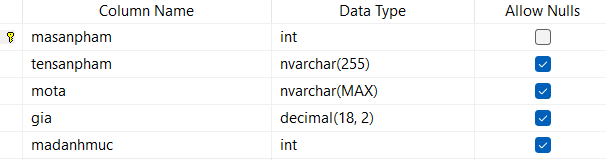 Column Name Data Type Allow Nulls
masanpham int
tensanpham nvarchar(255)
mota nvarchar(MAX)
gia decimal(18, 2)
madanhmuc int